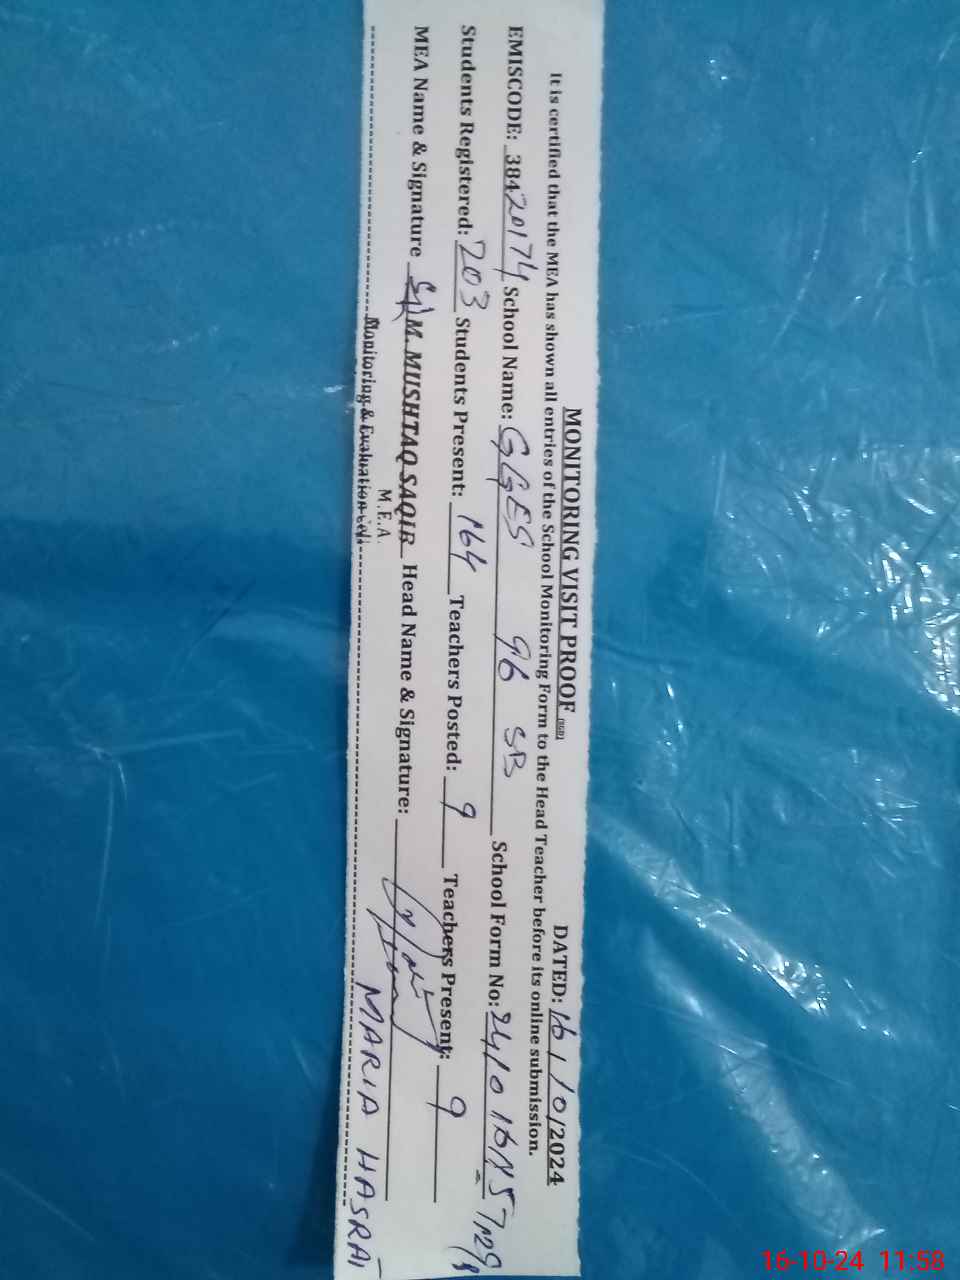 MONITORING VISIT PROOF (SGD) DATED: 16/10/2024
It is certified that the MEA has shown all entries of the School Monitoring Form to the Head Teacher before its online submission.
EMISCODE: 38420174 School Name: GGES 96 SB School Form No:
Students Registered: 203 Students Present: 164 Teachers Posted: 9 Teachers Present: 9
MEA Name & Signature M. MUSHTAQ SAQIB Head Name & Signature:
M.E.A.
Monitoring & Evaluation
MARIA HASRAT
16-10-24 11:58